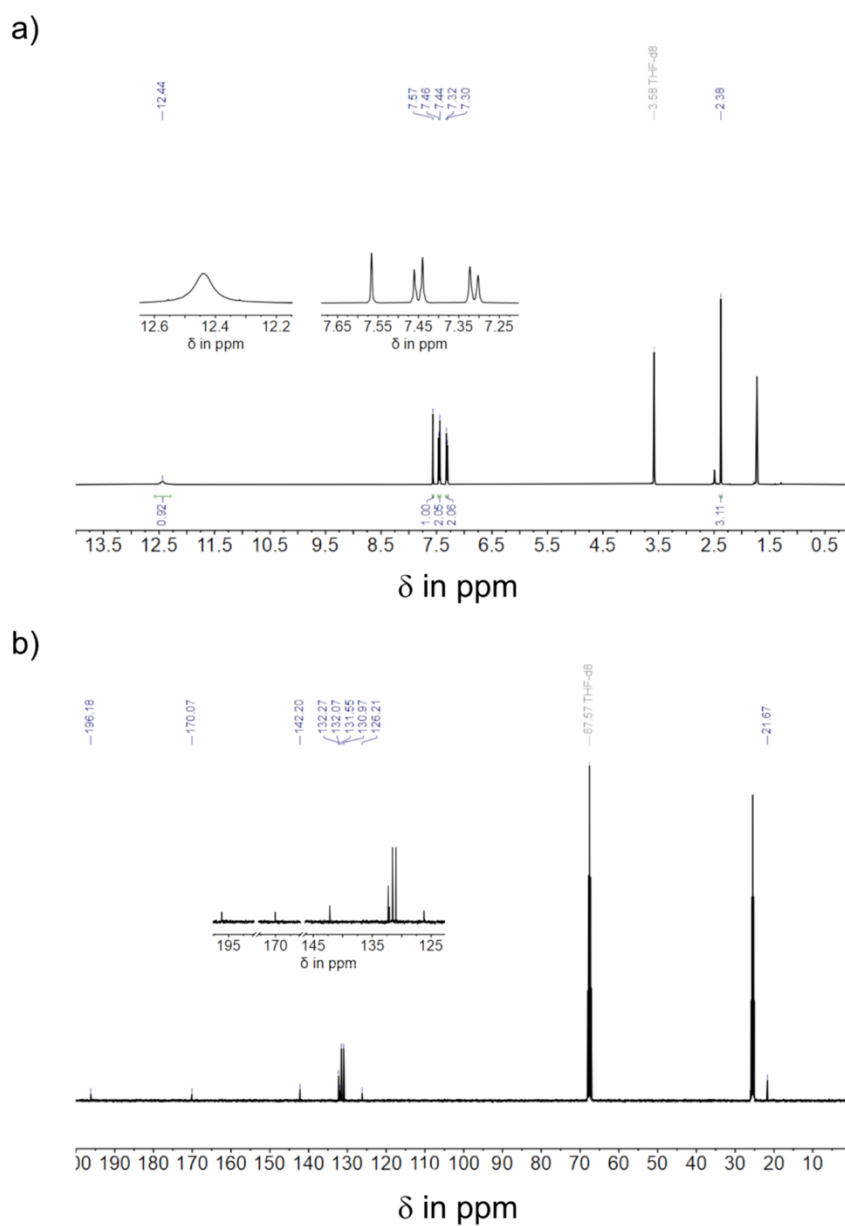 a)
12.44
7.57
7.46
7.44
7.32
7.30
3.58 THF-d8
2.38
12.6 12.4 12.2
δ in ppm
7.65 7.55 7.45 7.35 7.25
δ in ppm
0.92
1.00
2.05
2.06
3.11
13.5 12.5 11.5 10.5 9.5 8.5 7.5 6.5 5.5 4.5 3.5 2.5 1.5 0.5
δ in ppm
b)
196.18
170.07
142.20
132.27
132.07
131.55
130.97
126.21
67.57 THF-d8
21.67
195 170 145 135 125
δ in ppm
00 190 180 170 160 150 140 130 120 110 100 90 80 70 60 50 40 30 20 10
δ in ppm